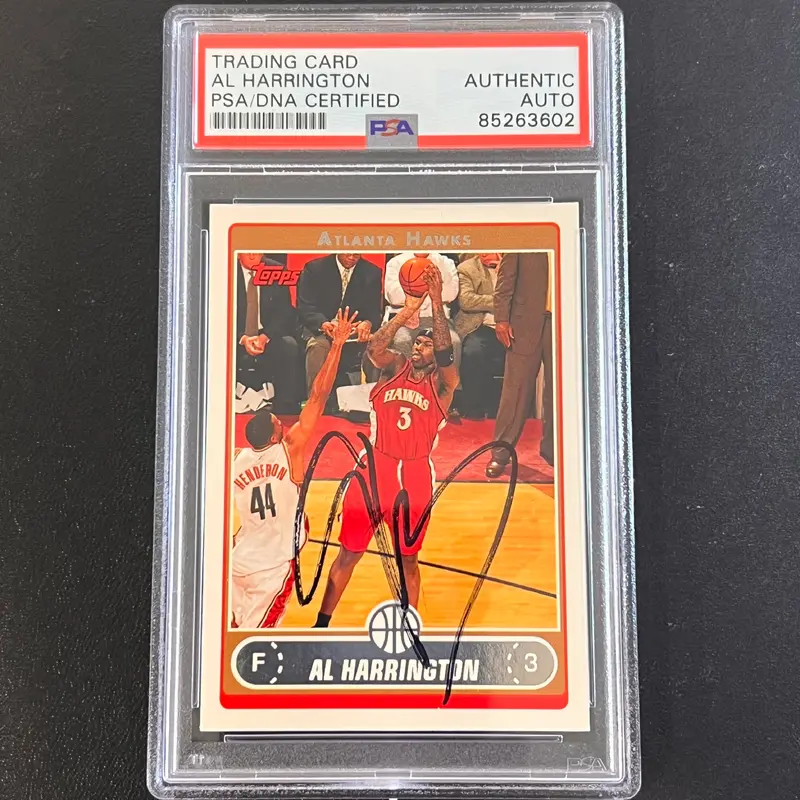 TRADING CARD
AL HARRINGTON AUTHENTIC
PSA/DNA CERTIFIED AUTO
PSA 85263602
ATLANTA HAWKS
TOPPS
HAWKS
3
HENDERON
44
F AL HARRINGTON 3
PSA